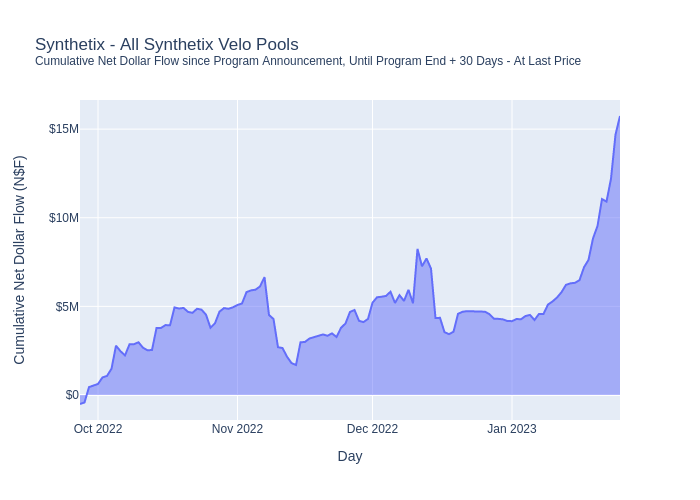 Synthetix - All Synthetix Velo Pools
Cumulative Net Dollar Flow since Program Announcement, Until Program End + 30 Days - At Last Price
Cumulative Net Dollar Flow (N$F)
$15M
$10M
$5M
$0
Oct 2022
Nov 2022
Dec 2022
Jan 2023
Day